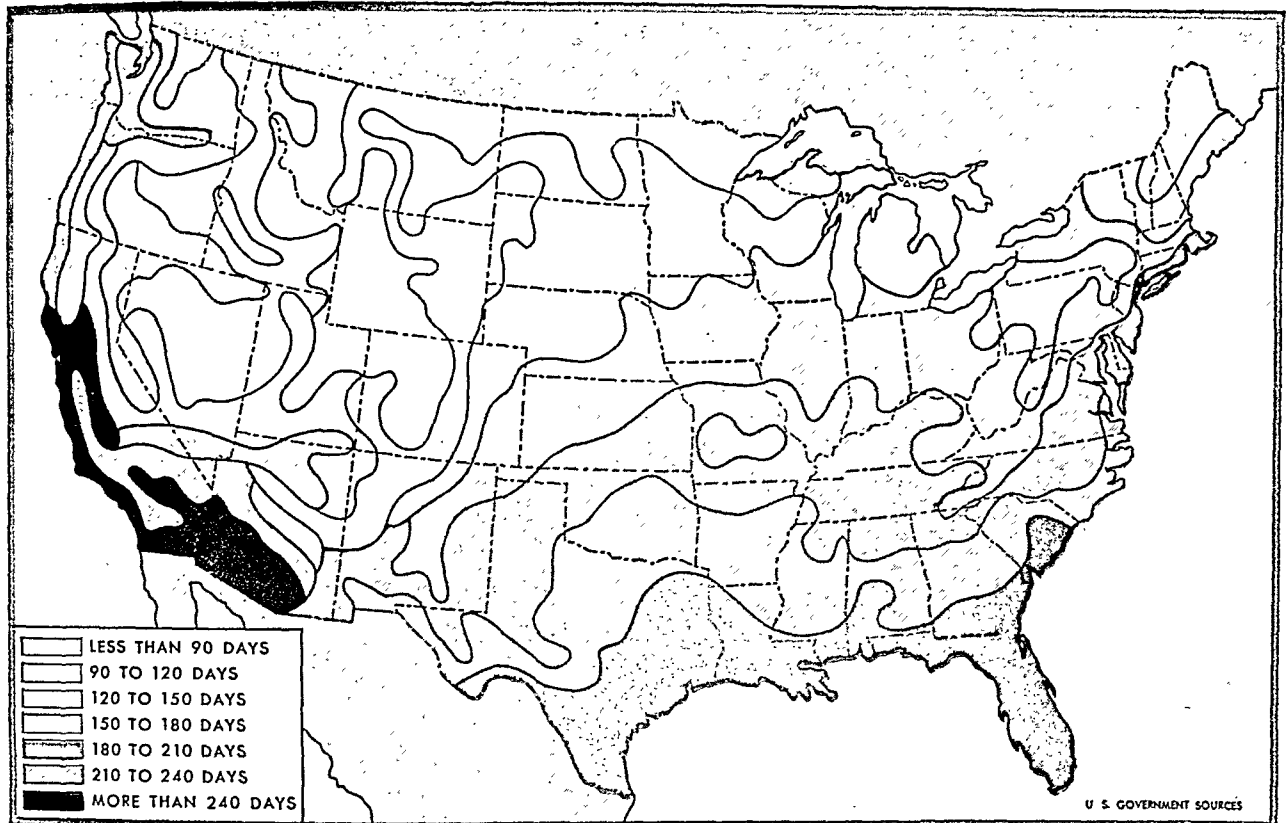 LESS THAN 90 DAYS
90 TO 120 DAYS
120 TO 150 DAYS
150 TO 180 DAYS
180 TO 210 DAYS
210 TO 240 DAYS
MORE THAN 240 DAYS
U S. GOVERNMENT SOURCES